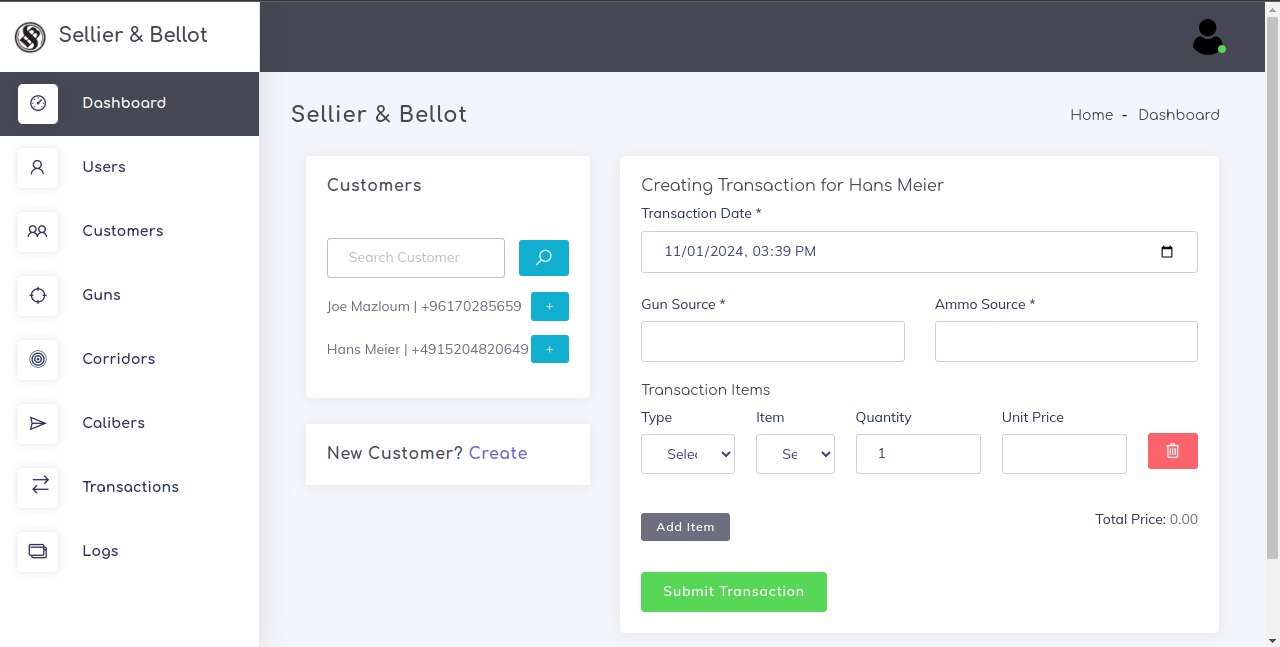 Sellier & Bellot
Dashboard
Users
Customers
Guns
Corridors
Calibers
Transactions
Logs
Sellier & Bellot
Home - Dashboard
Customers
Search Customer
Joe Mazloum | +96170285659 +
Hans Meier | +4915204820649 +
New Customer? Create
Creating Transaction for Hans Meier
Transaction Date *
11/01/2024, 03:39 PM
Gun Source * Ammo Source *
Transaction Items
Type Item Quantity Unit Price
Selec Se 1
Add Item Total Price: 0.00
Submit Transaction